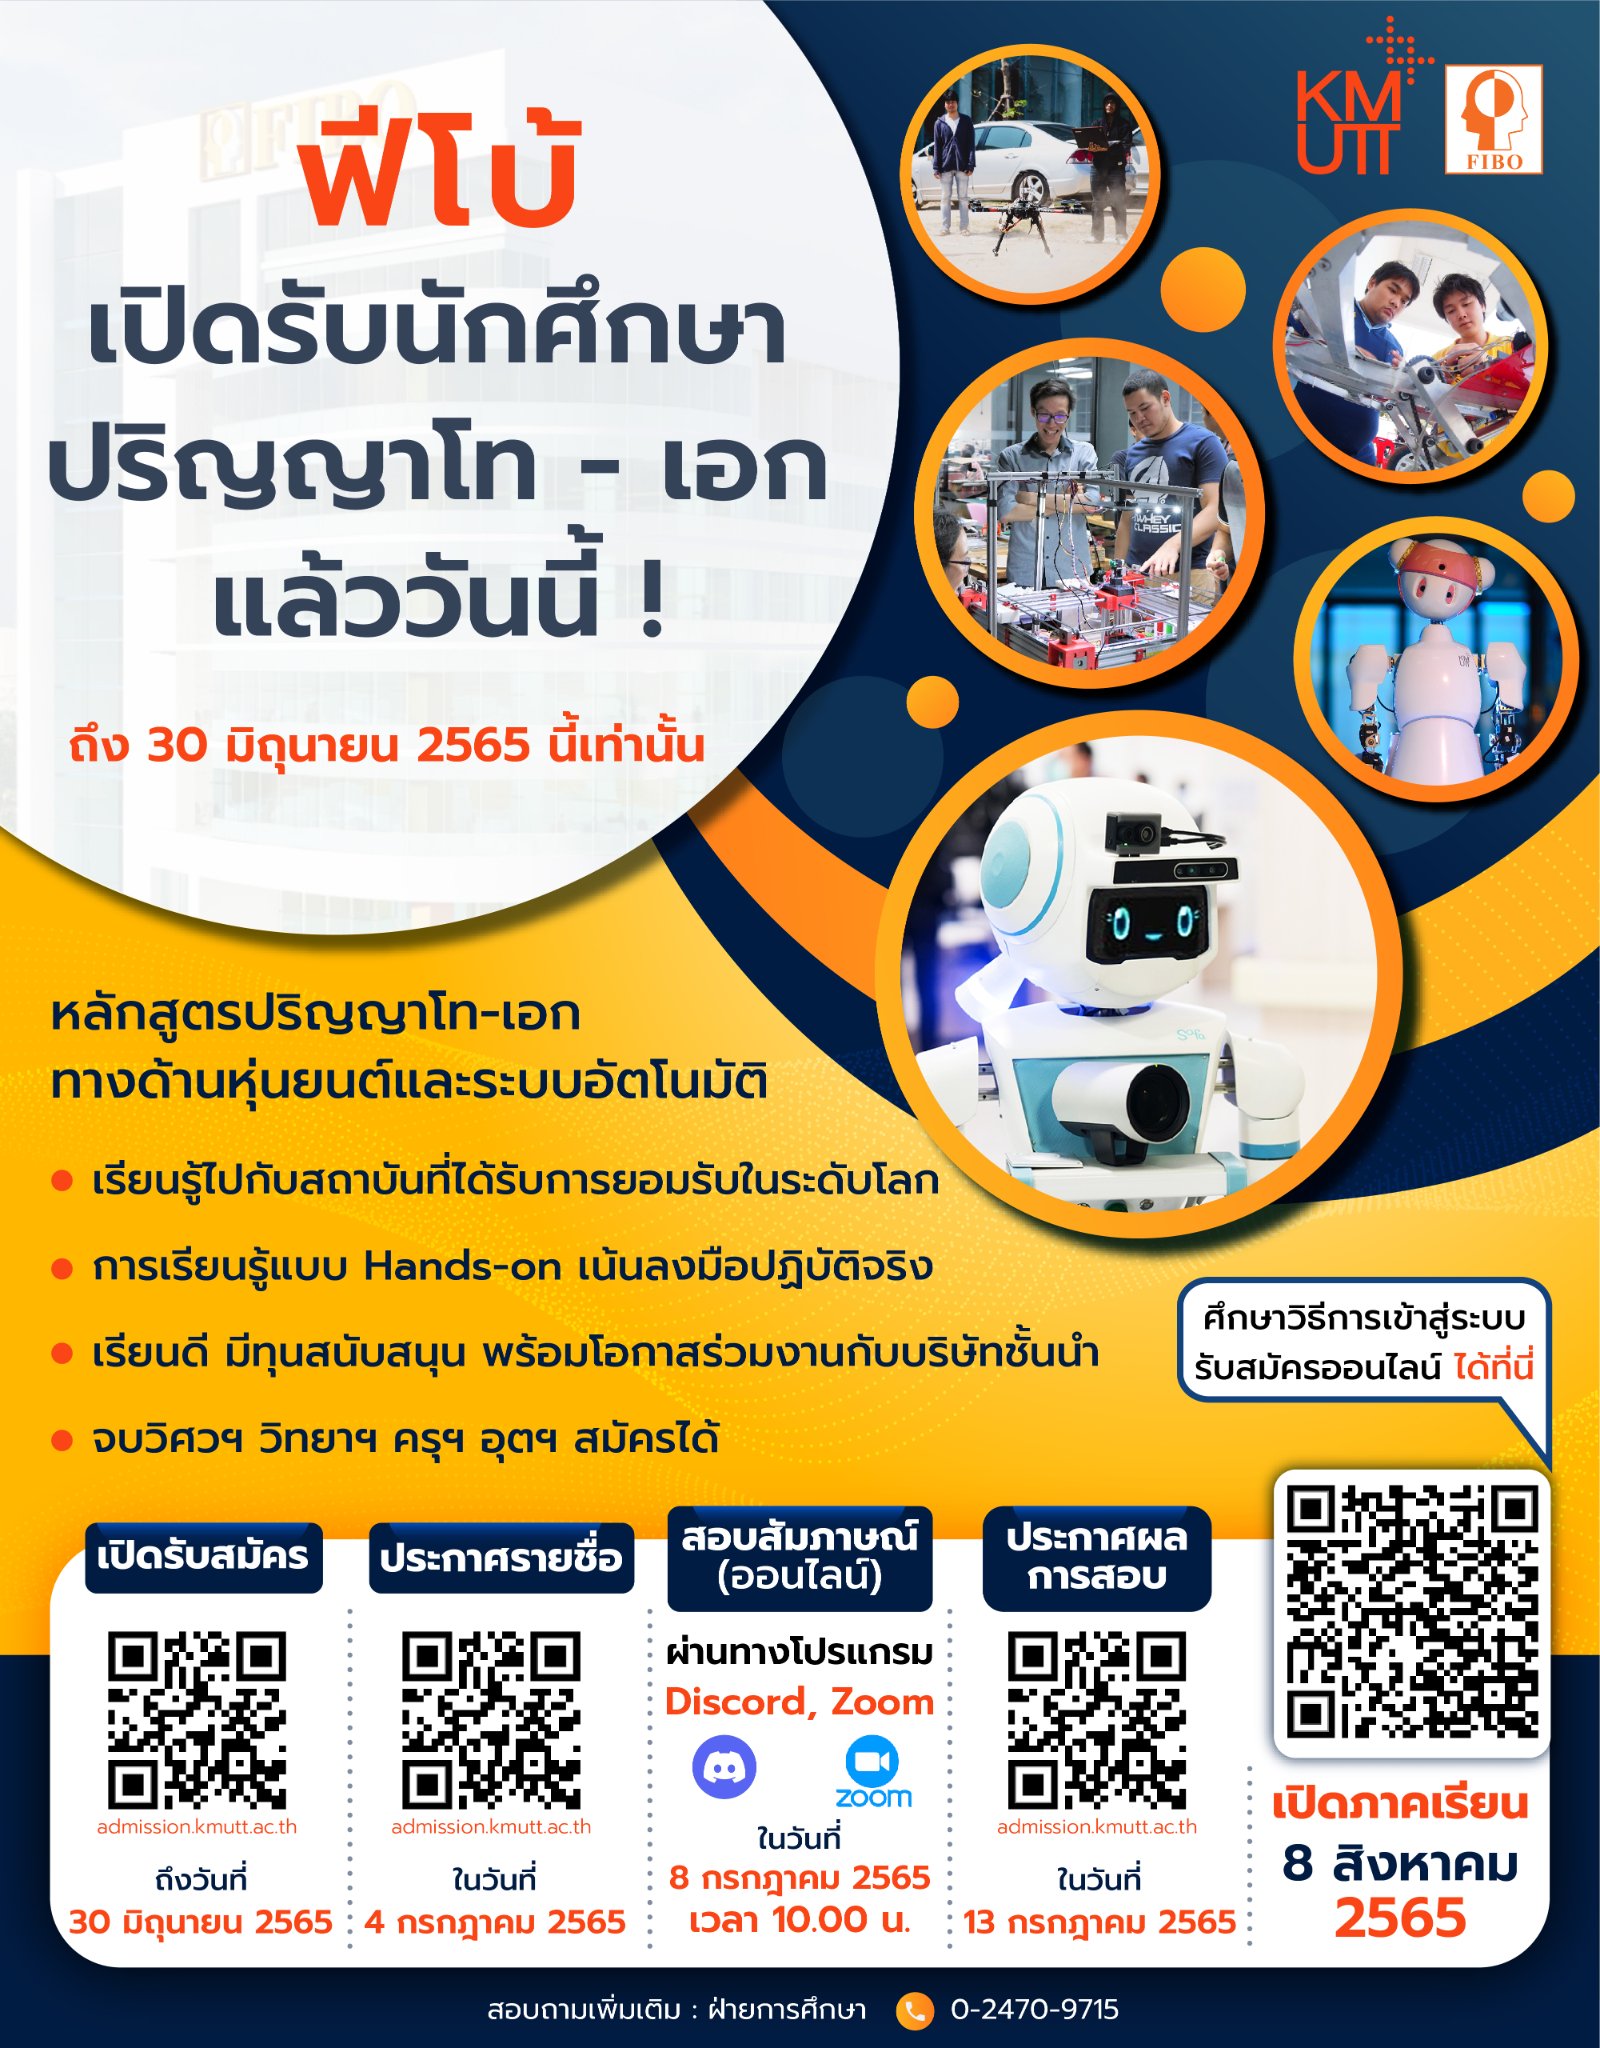 KM
UTT
FIBO
FIBO
ฟีโบ้
เปิดรับนักศึกษา
ปริญญาโท - เอก
แล้ววันนี้ !
ถึง 30 มิถุนายน 2565 นี้เท่านั้น
WHEY
CLASSIC
หลักสูตรปริญญาโท-เอก
ทางด้านหุ่นยนต์และระบบอัตโนมัติ
เรียนรู้ไปกับสถาบันที่ได้รับการยอมรับในระดับโลก
การเรียนรู้แบบ Hands-on เน้นลงมือปฏิบัติจริง
เรียนดี มีทุนสนับสนุน พร้อมโอกาสร่วมงานกับบริษัทชั้นนำ
จบวิศวฯ วิทยาฯ ครุฯ อุตฯ สมัครได้
ศึกษาวิธีการเข้าสู่ระบบ
รับสมัครออนไลน์ ได้ที่นี่
เปิดรับสมัคร
admission.kmutt.ac.th
ถึงวันที่
30 มิถุนายน 2565
ประกาศรายชื่อ
admission.kmutt.ac.th
ในวันที่
4 กรกฎาคม 2565
สอบสัมภาษณ์
(ออนไลน์)
ผ่านทางโปรแกรม
Discord, Zoom
zoom
ในวันที่
8 กรกฎาคม 2565
เวลา 10.00 น.
ประกาศผล
การสอบ
admission.kmutt.ac.th
ในวันที่
13 กรกฎาคม 2565
เปิดภาคเรียน
8 สิงหาคม
2565
สอบถามเพิ่มเติม : ฝ่ายการศึกษา 0-2470-9715